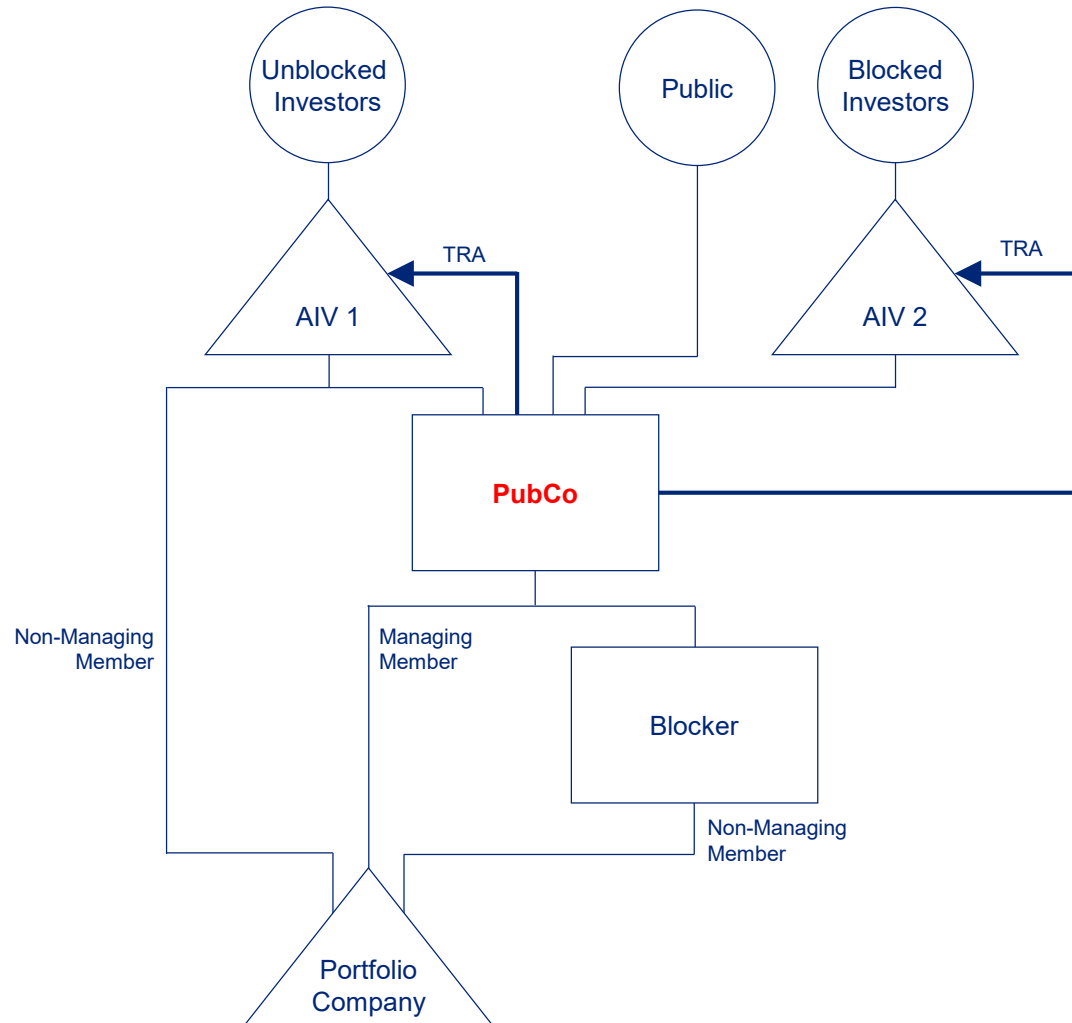 Unblocked
Investors
Public
Blocked
Investors
TRA
TRA
AIV 1
AIV 2
PubCo
Non-Managing
Member
Managing
Member
Blocker
Non-Managing
Member
Portfolio
Company